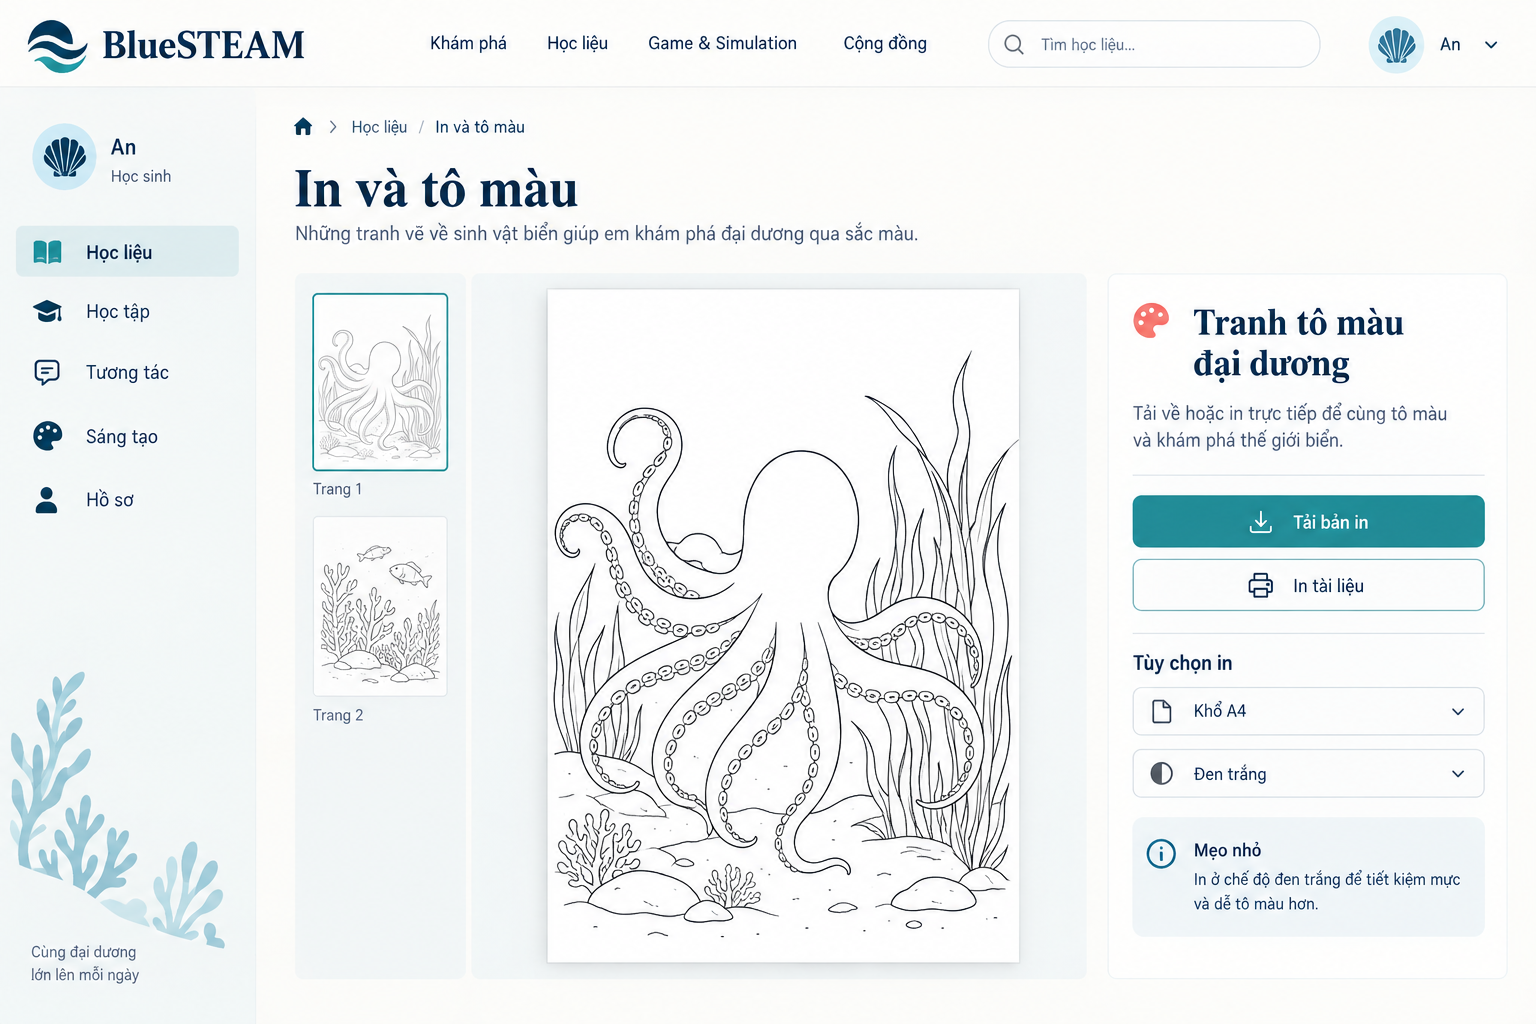 BlueSTEAM
Khám phá
Học liệu
Game & Simulation
Cộng đồng
Tìm học liệu...
An
An
Học sinh
Học liệu
Học tập
Tương tác
Sáng tạo
Hồ sơ
Cùng đại dương
lớn lên mỗi ngày
Học liệu / In và tô màu
In và tô màu
Những tranh vẽ về sinh vật biển giúp em khám phá đại dương qua sắc màu.
Trang 1
Trang 2
Tranh tô màu
đại dương
Tải về hoặc in trực tiếp để cùng tô màu
và khám phá thế giới biển.
Tải bản in
In tài liệu
Tùy chọn in
Khổ A4
Đen trắng
Mẹo nhỏ
In ở chế độ đen trắng để tiết kiệm mực
và dễ tô màu hơn.